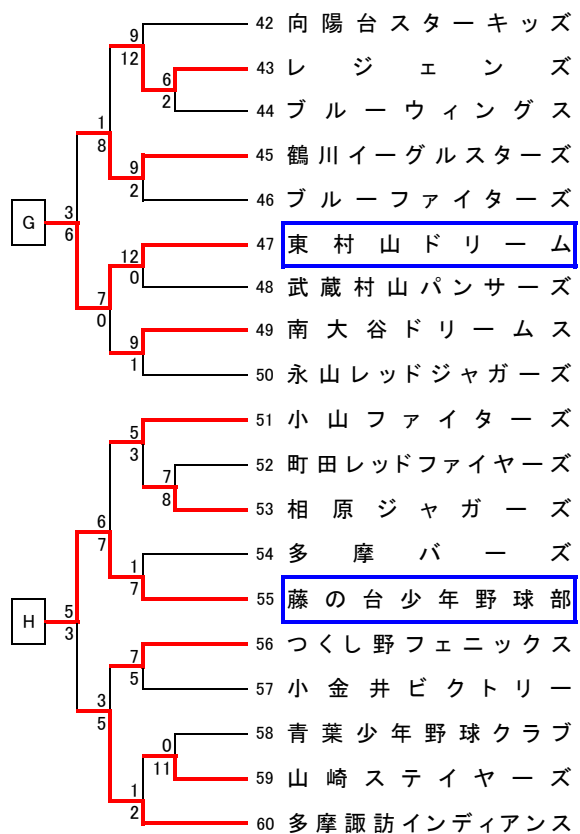 9
42 向陽台スターキッズ
12
6
43 レジェンズ
2
44 ブルーウィングス
1
8
9
45 鶴川イーグルスターズ
2
46 ブルーファイターズ
G
3
6
12
47 東村山ドリーム
0
48 武蔵村山パンサーズ
7
0
9
49 南大谷ドリームス
1
50 永山レッドジャガーズ
5
51 小山ファイターズ
3
7
52 町田レッドファイヤーズ
8
53 相原ジャガーズ
6
7
1
54 多摩バーズ
7
55 藤の台少年野球部
H
5
3
7
56 つくし野フェニックス
5
57 小金井ビクトリー
3
5
0
58 青葉少年野球クラブ
11
59 山崎ステイヤーズ
1
2
60 多摩諏訪インディアンス